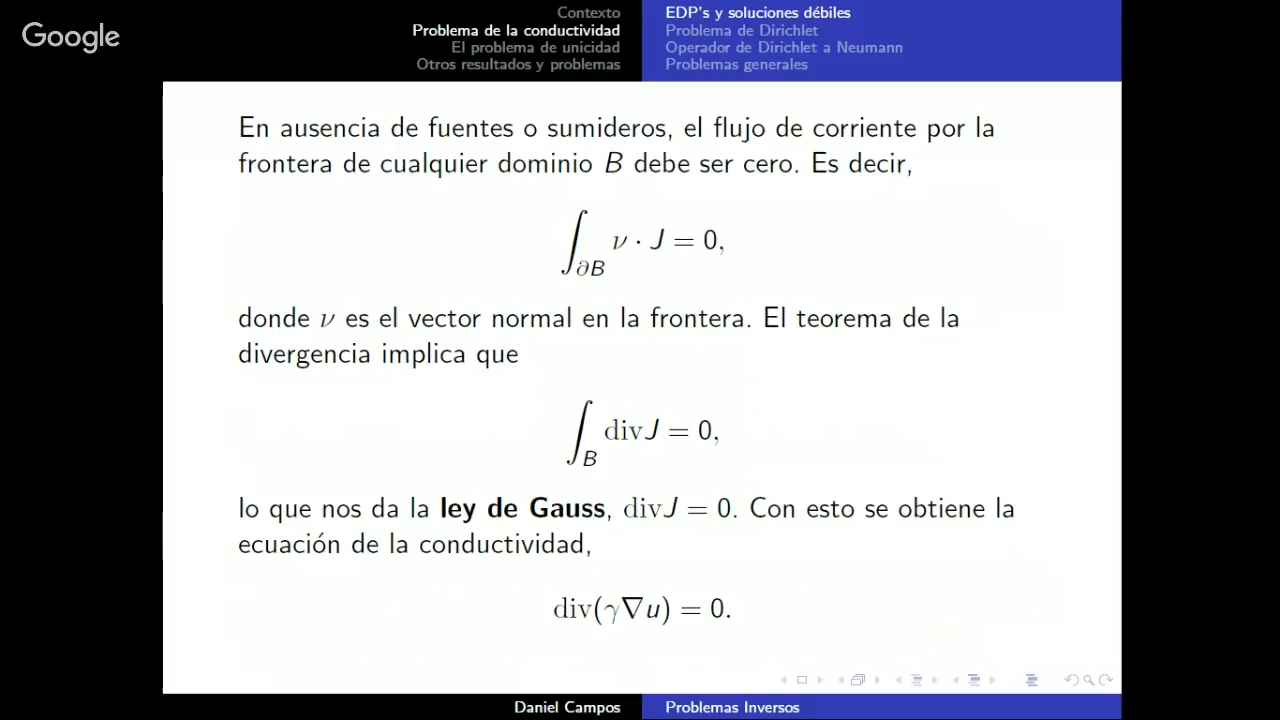 Google
Contexto
Problema de la conductividad
El problema de unicidad
Otros resultados y problemas
EDP's y soluciones débiles
Problema de Dirichlet
Operador de Dirichlet a Neumann
Problemas generales
En ausencia de fuentes o sumideros, el flujo de corriente por la
frontera de cualquier dominio B debe ser cero. Es decir,
∫_{∂B} ν · J = 0,
donde ν es el vector normal en la frontera. El teorema de la
divergencia implica que
∫_B divJ = 0,
lo que nos da la ley de Gauss, divJ = 0. Con esto se obtiene la
ecuación de la conductividad,
div(γ∇u) = 0.
Daniel Campos
Problemas Inversos